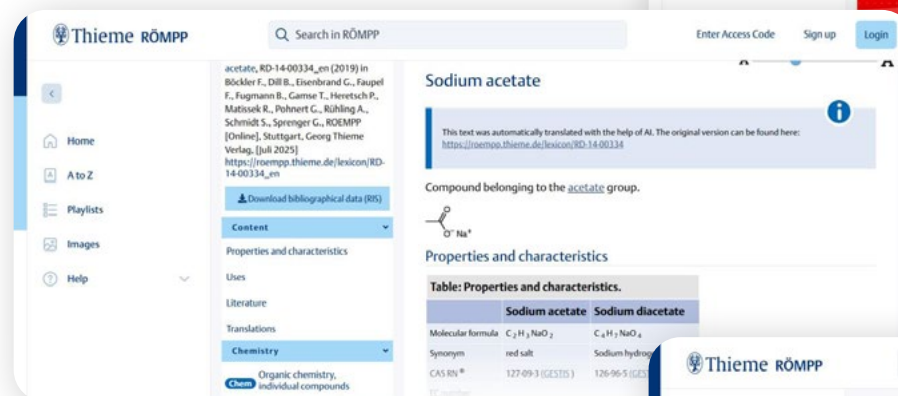 Thieme RÖMPP
Search in RÖMPP
Enter Access Code
Sign up
Login
Home
A to Z
Playlists
Images
Help
acetate, RD-14-00334_en (2019) in
Böckler F., Dill B., Eisenbrand G., Faupel
F., Fugmann B., Gamse T., Heretsch P.,
Matissek R., Pohnert G., Rühling A.,
Schmidt S., Sprenger G., ROEMPP
[Online], Stuttgart, Georg Thieme
Verlag, [Juli 2025]
https://roempp.thieme.de/lexicon/RD-
14-00334_en
Download bibliographical data (RIS)
Content
Properties and characteristics
Uses
Literature
Translations
Chemistry
Chem Organic chemistry,
individual compounds
A A
Sodium acetate
i
This text was automatically translated with the help of AI. The original version can be found here:
https://roempp.thieme.de/lexicon/RD-14-00334
Compound belonging to the acetate group.
O
O⁻ Na⁺
Properties and characteristics
Table: Properties and characteristics.
Sodium acetate Sodium diacetate
Molecular formula C₂H₃NaO₂ C₄H₇NaO₄
Synonym red salt Sodium hydrog
CAS RN® 127-09-3 (GESTIS) 126-96-5 (GES
EC number
Thieme RÖMPP